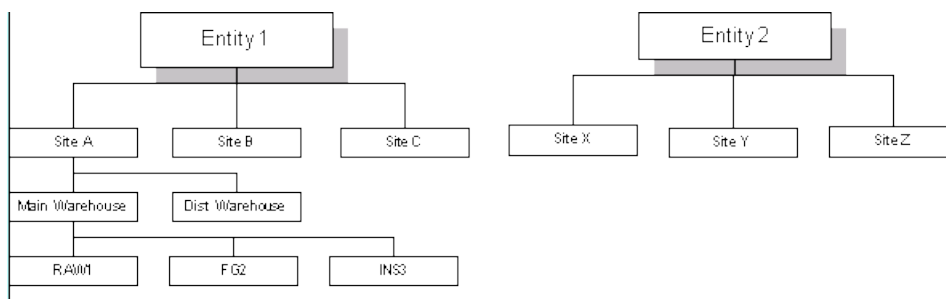 Entity 1
Entity 2
Site A
Site B
Site C
Site X
Site Y
Site Z
Main Warehouse
Dist Warehouse
RAW1
FG2
INS3